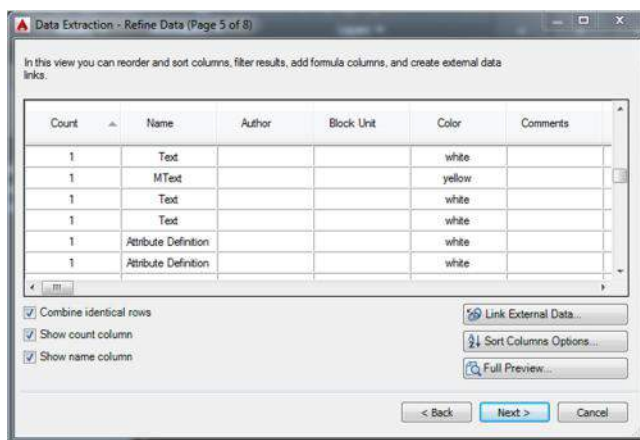 Data Extraction - Refine Data (Page 5 of 8)
In this view you can reorder and sort columns, filter results, add formula columns, and create external data
links.
Count Name Author Block Unit Color Comments
1 Text white
1 MText yellow
1 Text white
1 Text white
1 Attribute Definition white
1 Attribute Definition white
Combine identical rows
Show count column
Show name column
Link External Data...
Sort Columns Options...
Full Preview...
< Back Next > Cancel